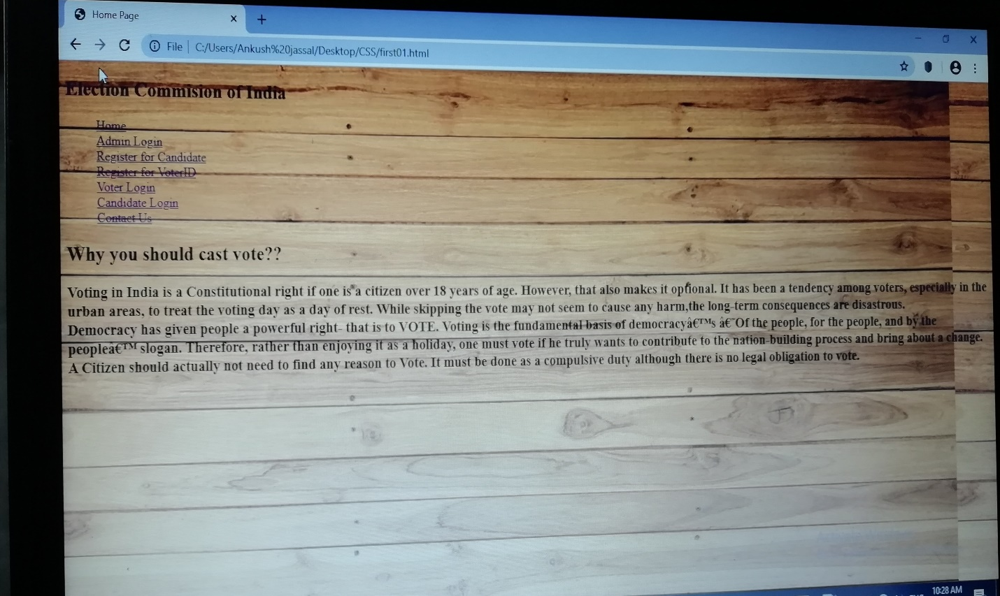 Home Page
File | C:/Users/Ankush%20jassal/Desktop/CSS/first01.html
Election Commision of India
Home
Admin Login
Register for Candidate
Register for VoterID
Voter Login
Candidate Login
Contact Us
Why you should cast vote??
Voting in India is a Constitutional right if one is a citizen over 18 years of age. However, that also makes it optional. It has been a tendency among voters, especially in the
urban areas, to treat the voting day as a day of rest. While skipping the vote may not seem to cause any harm,the long-term consequences are disastrous.
Democracy has given people a powerful right- that is to VOTE. Voting is the fundamental basis of democracyâ€™s â€˜Of the people, for the people, and by the
peopleâ€™ slogan. Therefore, rather than enjoying it as a holiday, one must vote if he truly wants to contribute to the nation-building process and bring about a change.
A Citizen should actually not need to find any reason to Vote. It must be done as a compulsive duty although there is no legal obligation to vote.
10:28 AM